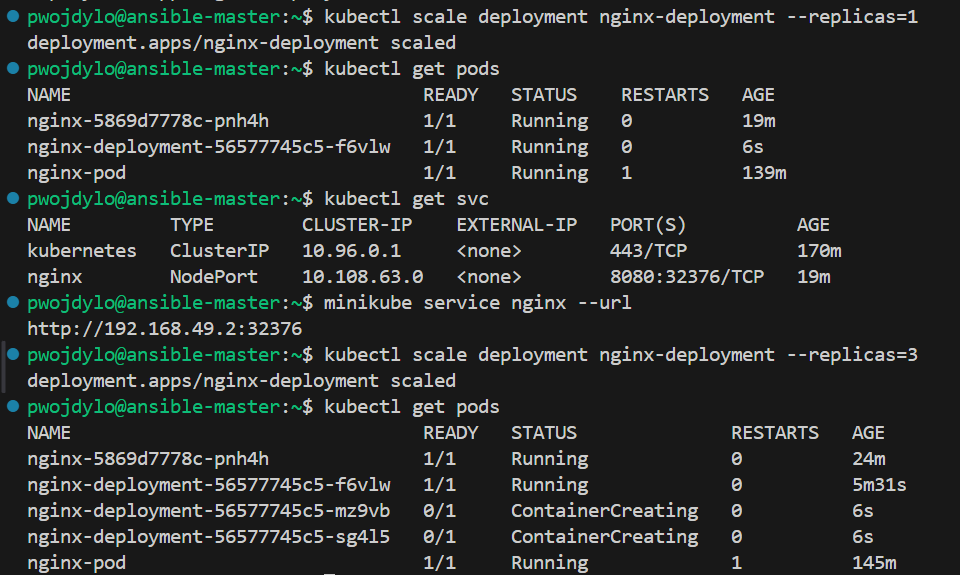 pwojdylo@ansible-master:~$ kubectl scale deployment nginx-deployment --replicas=1
deployment.apps/nginx-deployment scaled
pwojdylo@ansible-master:~$ kubectl get pods
NAME READY STATUS RESTARTS AGE
nginx-5869d7778c-pnh4h 1/1 Running 0 19m
nginx-deployment-56577745c5-f6vlw 1/1 Running 0 6s
nginx-pod 1/1 Running 1 139m
pwojdylo@ansible-master:~$ kubectl get svc
NAME TYPE CLUSTER-IP EXTERNAL-IP PORT(S) AGE
kubernetes ClusterIP 10.96.0.1 <none> 443/TCP 170m
nginx NodePort 10.108.63.0 <none> 8080:32376/TCP 19m
pwojdylo@ansible-master:~$ minikube service nginx --url
http://192.168.49.2:32376
pwojdylo@ansible-master:~$ kubectl scale deployment nginx-deployment --replicas=3
deployment.apps/nginx-deployment scaled
pwojdylo@ansible-master:~$ kubectl get pods
NAME READY STATUS RESTARTS AGE
nginx-5869d7778c-pnh4h 1/1 Running 0 24m
nginx-deployment-56577745c5-f6vlw 1/1 Running 0 5m31s
nginx-deployment-56577745c5-mz9vb 0/1 ContainerCreating 0 6s
nginx-deployment-56577745c5-sg4l5 0/1 ContainerCreating 0 6s
nginx-pod 1/1 Running 1 145m